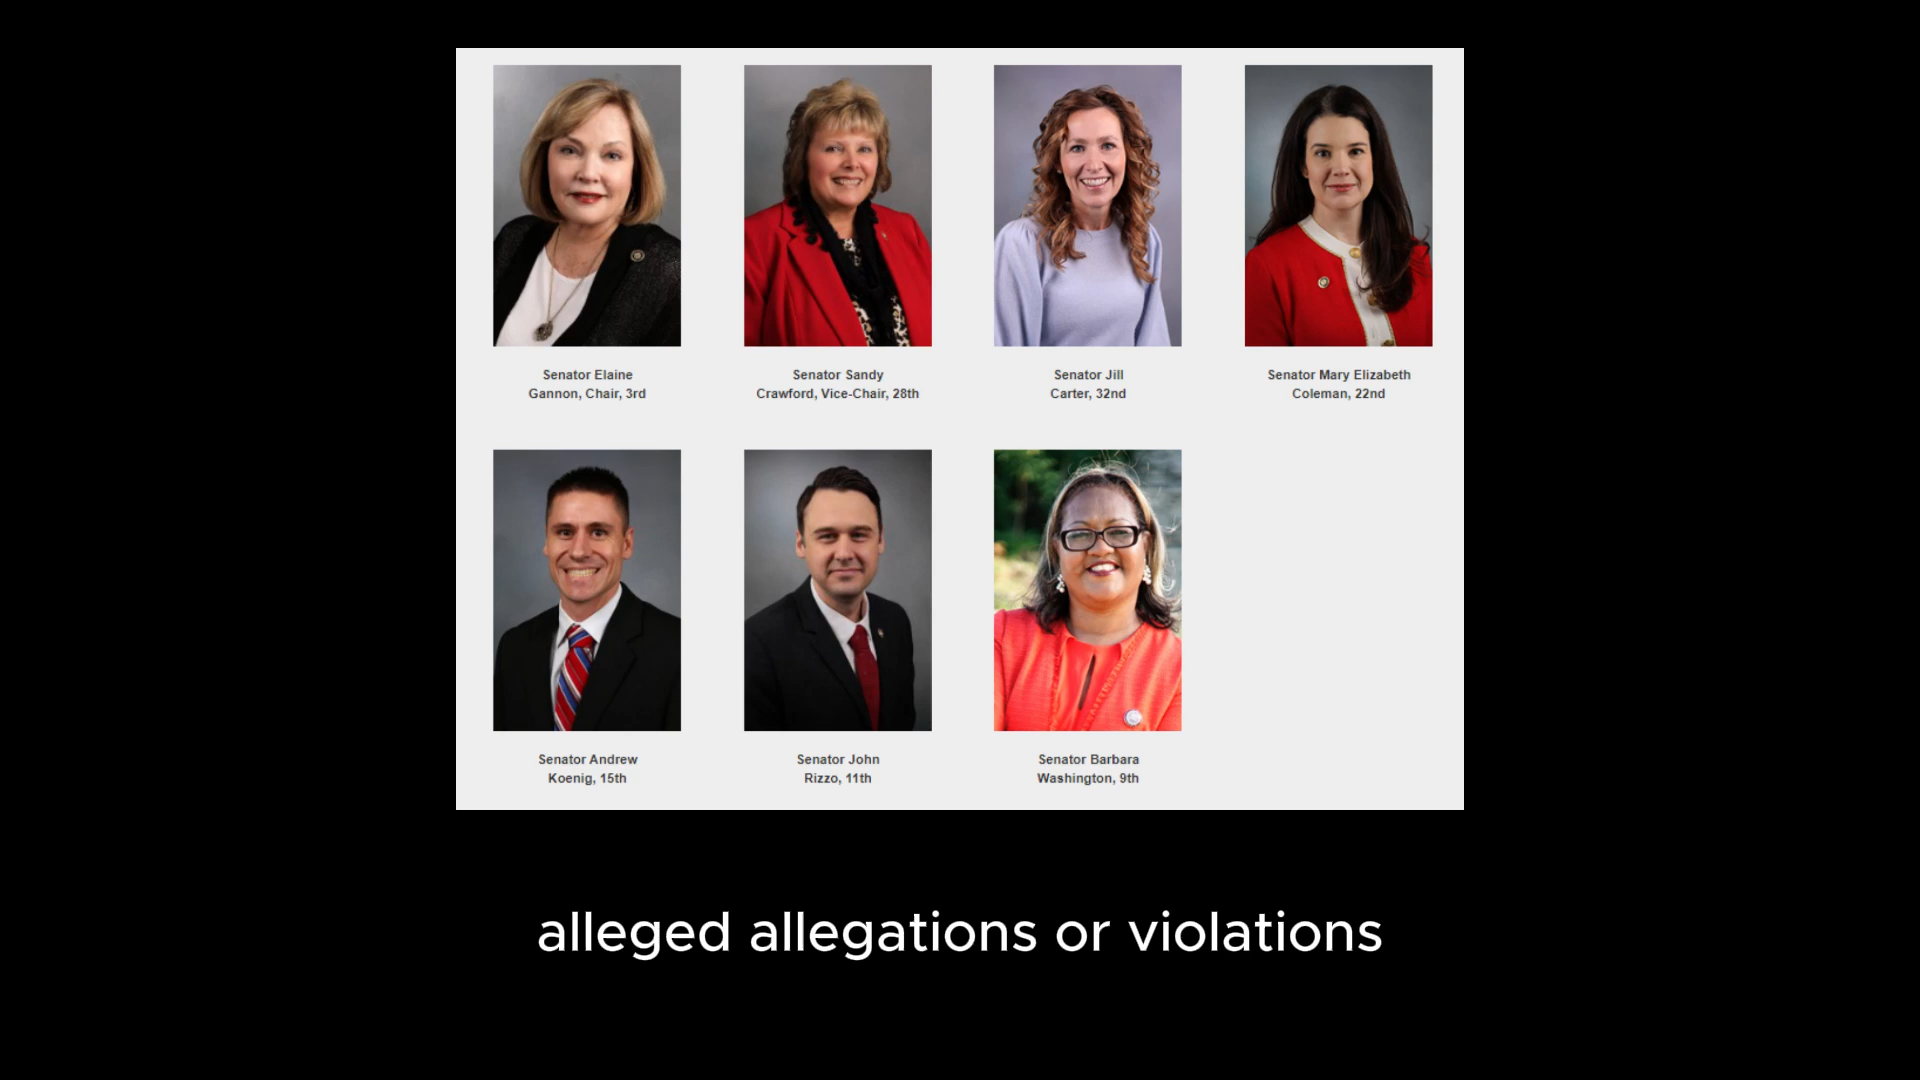 Senator Elaine
Gannon, Chair, 3rd
Senator Sandy
Crawford, Vice-Chair, 28th
Senator Jill
Carter, 32nd
Senator Mary Elizabeth
Coleman, 22nd
Senator Andrew
Koenig, 15th
Senator John
Rizzo, 11th
Senator Barbara
Washington, 9th
alleged allegations or violations